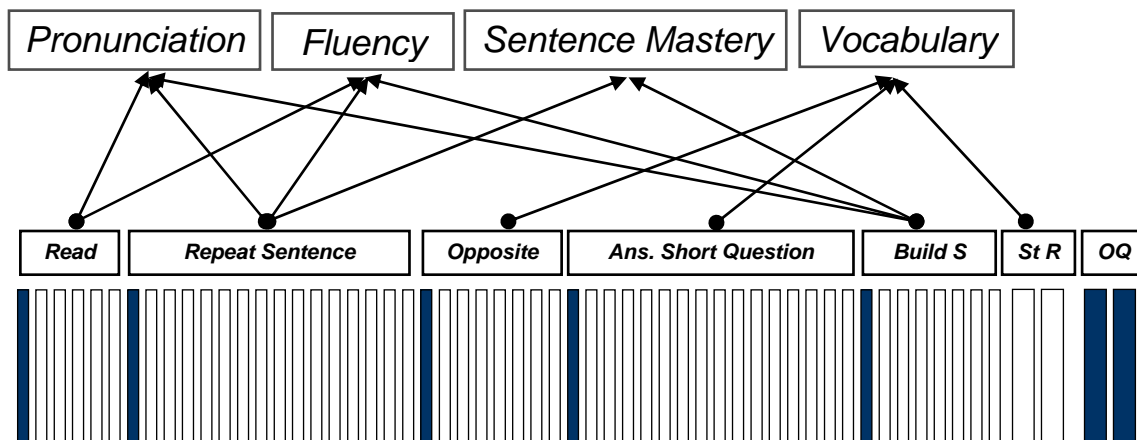 Pronunciation
Fluency
Sentence Mastery
Vocabulary
Read
Repeat Sentence
Opposite
Ans. Short Question
Build S
St R
OQ